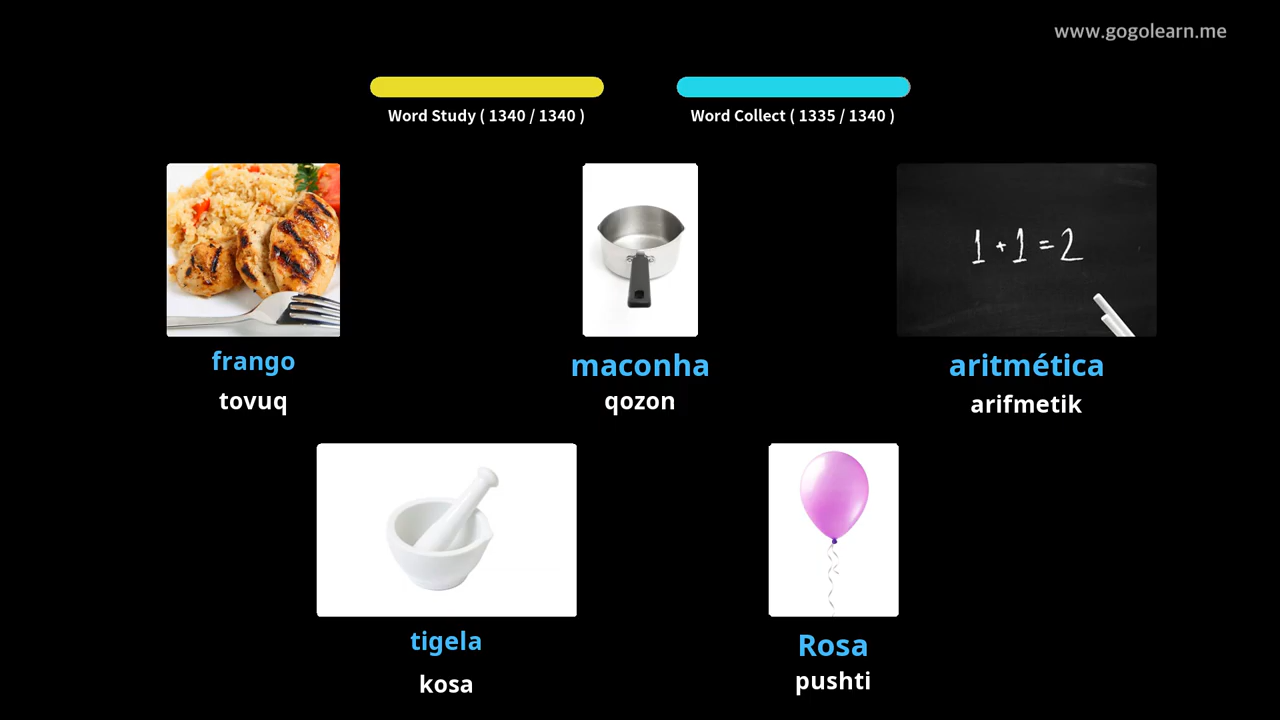 www.gogolearn.me
Word Study ( 1340 / 1340 )
Word Collect ( 1335 / 1340 )
1 + 1 = 2
frango
tovuq
maconha
qozon
aritmética
arifmetik
tigela
kosa
Rosa
pushti